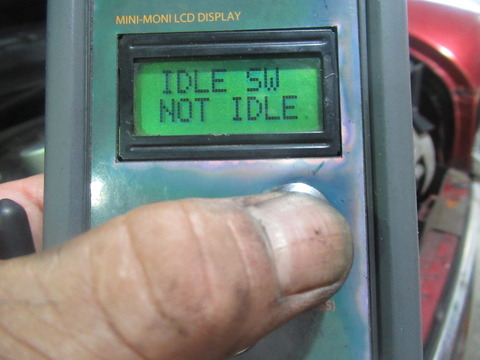 MINI-MONI LCD DISPLAY
IDLE SW
NOT IDLE